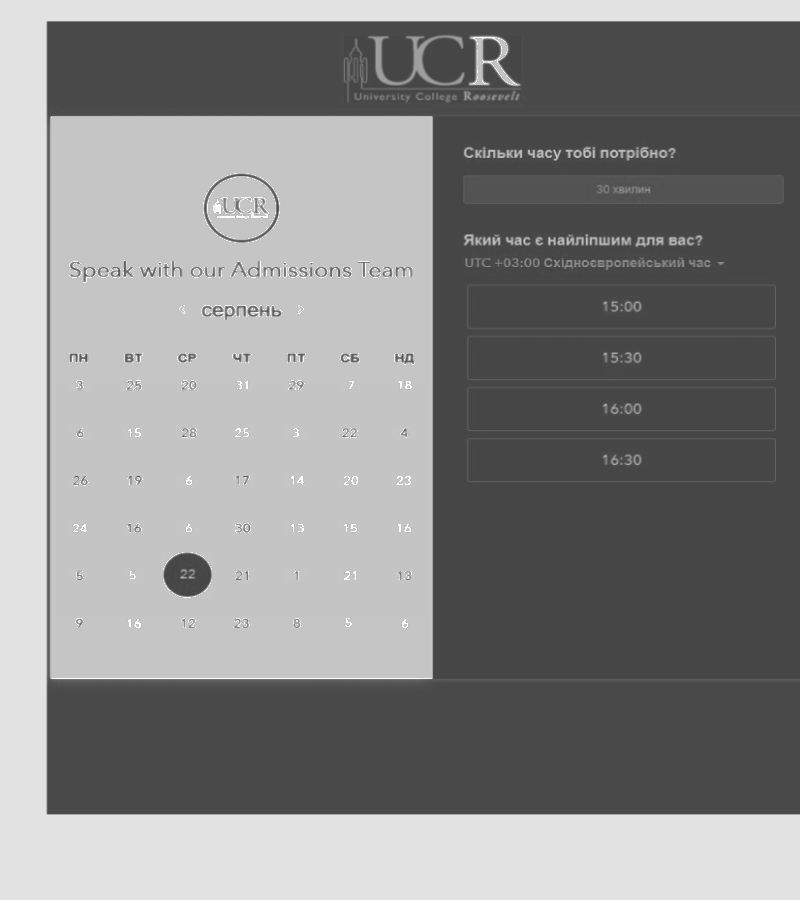 UCR
University College Roosevelt
UCR
Speak with our Admissions Team
серпень
ПН ВТ СР ЧТ ПТ СБ НД
3 25 20 31 29 7 18
6 15 28 25 3 22 4
26 19 6 17 14 20 23
24 16 6 30 13 15 16
5 5 22 21 1 21 13
9 16 12 23 8 5 6
Скільки часу тобі потрібно?
30 хвилин
Який час є найліпшим для вас?
UTC +03:00 Східноєвропейський час
15:00
15:30
16:00
16:30